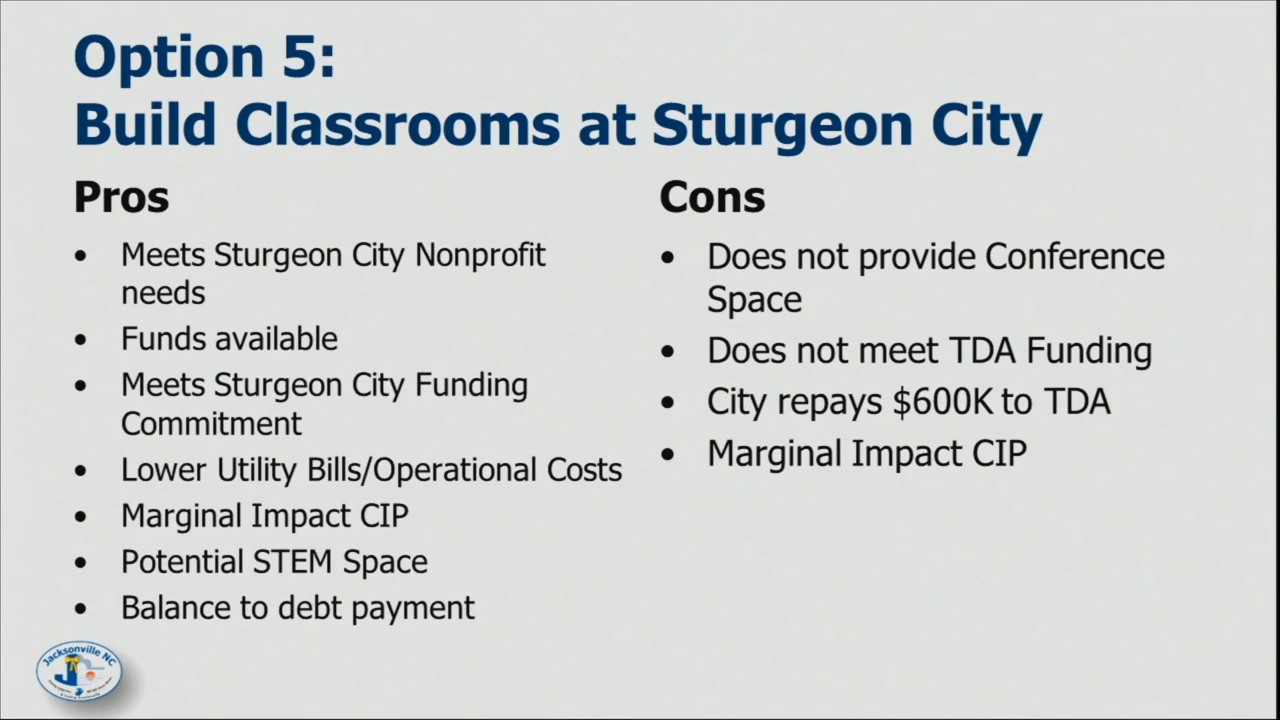 Option 5:
Build Classrooms at Sturgeon City
Pros
• Meets Sturgeon City Nonprofit
needs
• Funds available
• Meets Sturgeon City Funding
Commitment
• Lower Utility Bills/Operational Costs
• Marginal Impact CIP
• Potential STEM Space
• Balance to debt payment
Cons
• Does not provide Conference
Space
• Does not meet TDA Funding
• City repays $600K to TDA
• Marginal Impact CIP
Jacksonville NC